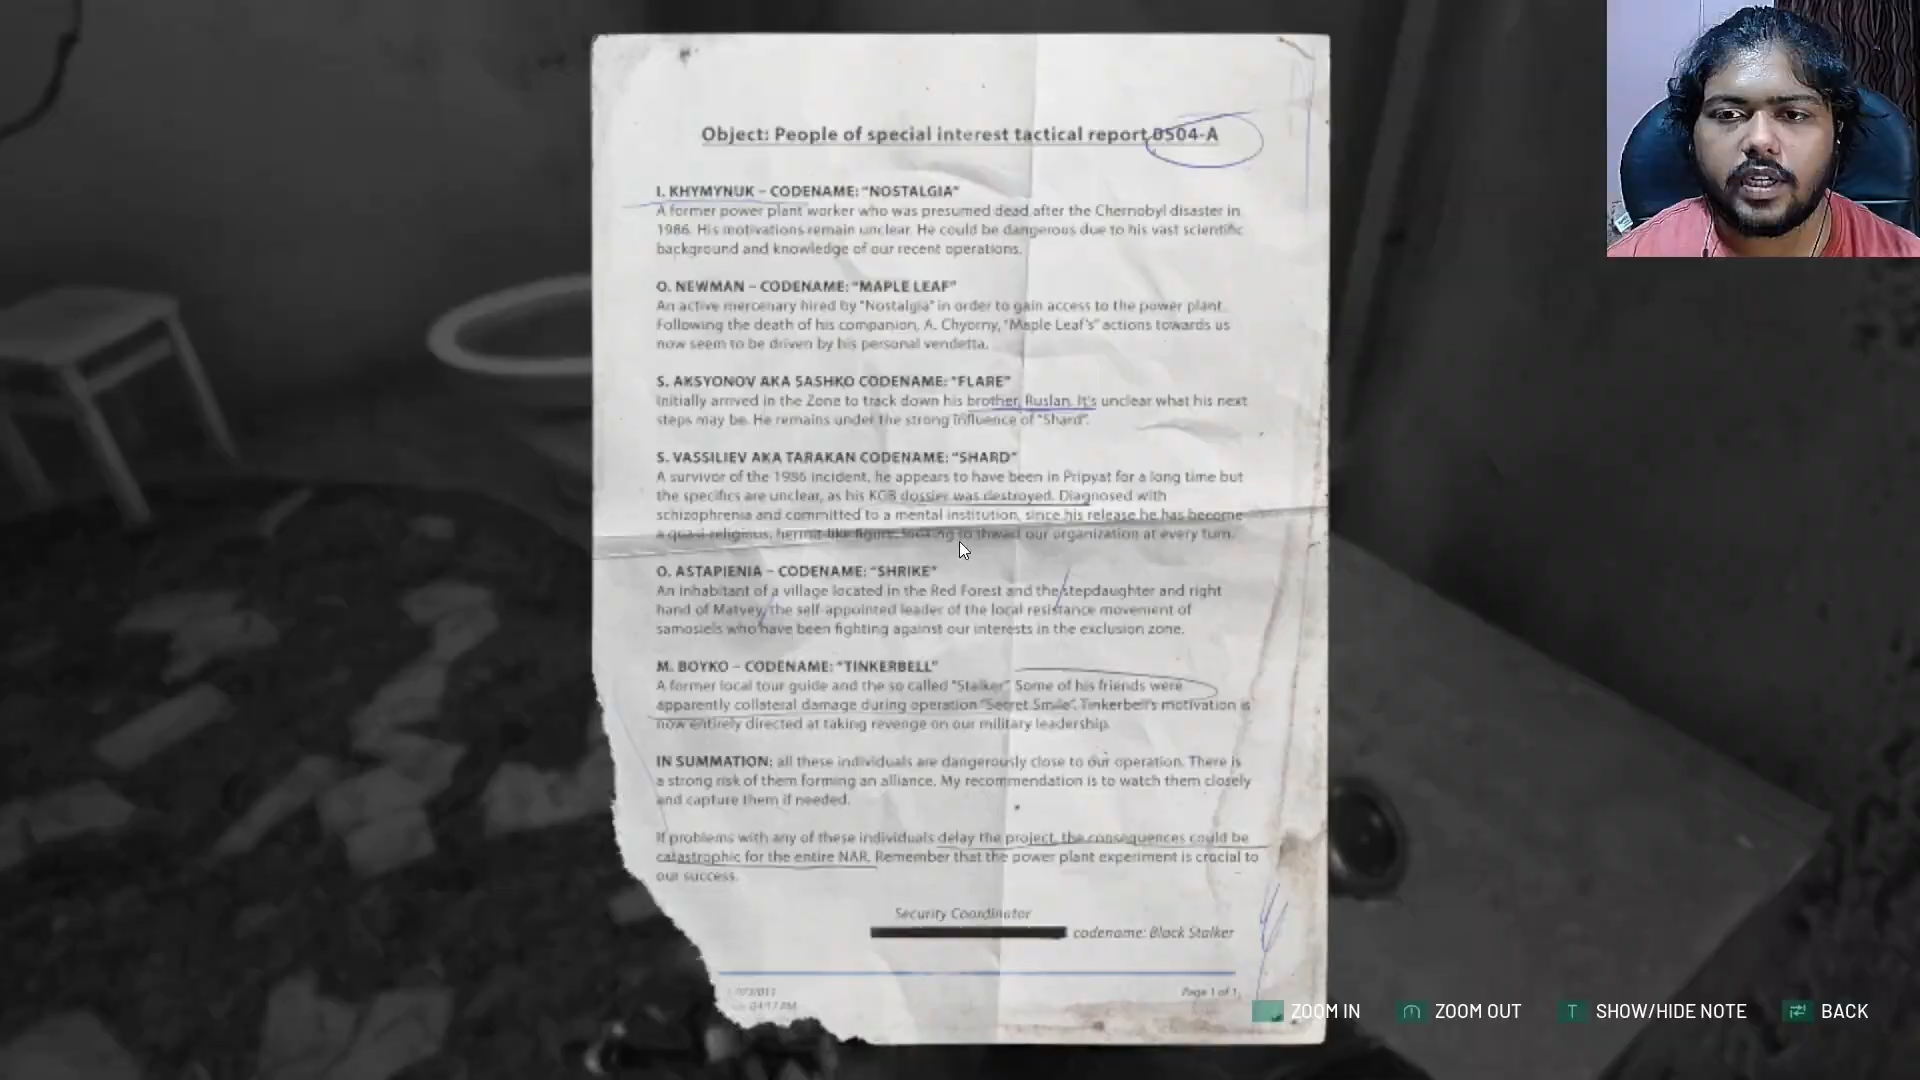 Object: People of special interest tactical report 0504-A
I. KHYMYNUK – CODENAME: "NOSTALGIA"
A former power plant worker who was presumed dead after the Chernobyl disaster in
1986. His motivations remain unclear. He could be dangerous due to his vast scientific
background and knowledge of our recent operations.
O. NEWMAN – CODENAME: "MAPLE LEAF"
An active mercenary hired by "Nostalgia" in order to gain access to the power plant.
Following the death of his companion, A. Chyorny, "Maple Leaf's" actions towards us
now seem to be driven by his personal vendetta.
S. AKSYONOV AKA SASHKO CODENAME: "FLARE"
Initially arrived in the Zone to track down his brother, Ruslan. It's unclear what his next
steps may be. He remains under the strong influence of "Shard".
S. VASSILIEV AKA TARAKAN CODENAME: "SHARD"
A survivor of the 1986 incident, he appears to have been in Pripyat for a long time but
the specifics are unclear, as his KGB dossier was destroyed. Diagnosed with
schizophrenia and committed to a mental institution, since his release he has become
a quasi-religious, hermit-like figure, looking to thwart our organization at every turn.
O. ASTAPIENIA – CODENAME: "SHRIKE"
An inhabitant of a village located in the Red Forest and the stepdaughter and right
hand of Matvey, the self-appointed leader of the local resistance movement of
samosiels who have been fighting against our interests in the exclusion zone.
M. BOYKO – CODENAME: "TINKERBELL"
A former local tour guide and the so called "Stalker". Some of his friends were
apparently collateral damage during operation "Secret Smile". Tinkerbell's motivation is
now entirely directed at taking revenge on our military leadership.
IN SUMMATION: all these individuals are dangerously close to our operation. There is
a strong risk of them forming an alliance. My recommendation is to watch them closely
and capture them if needed.
If problems with any of these individuals delay the project, the consequences could be
catastrophic for the entire NAR. Remember that the power plant experiment is crucial to
our success.
Security Coordinator
codename: Black Stalker
04:17 AM
Page 1 of 1
ZOOM IN
ZOOM OUT
T SHOW/HIDE NOTE
BACK